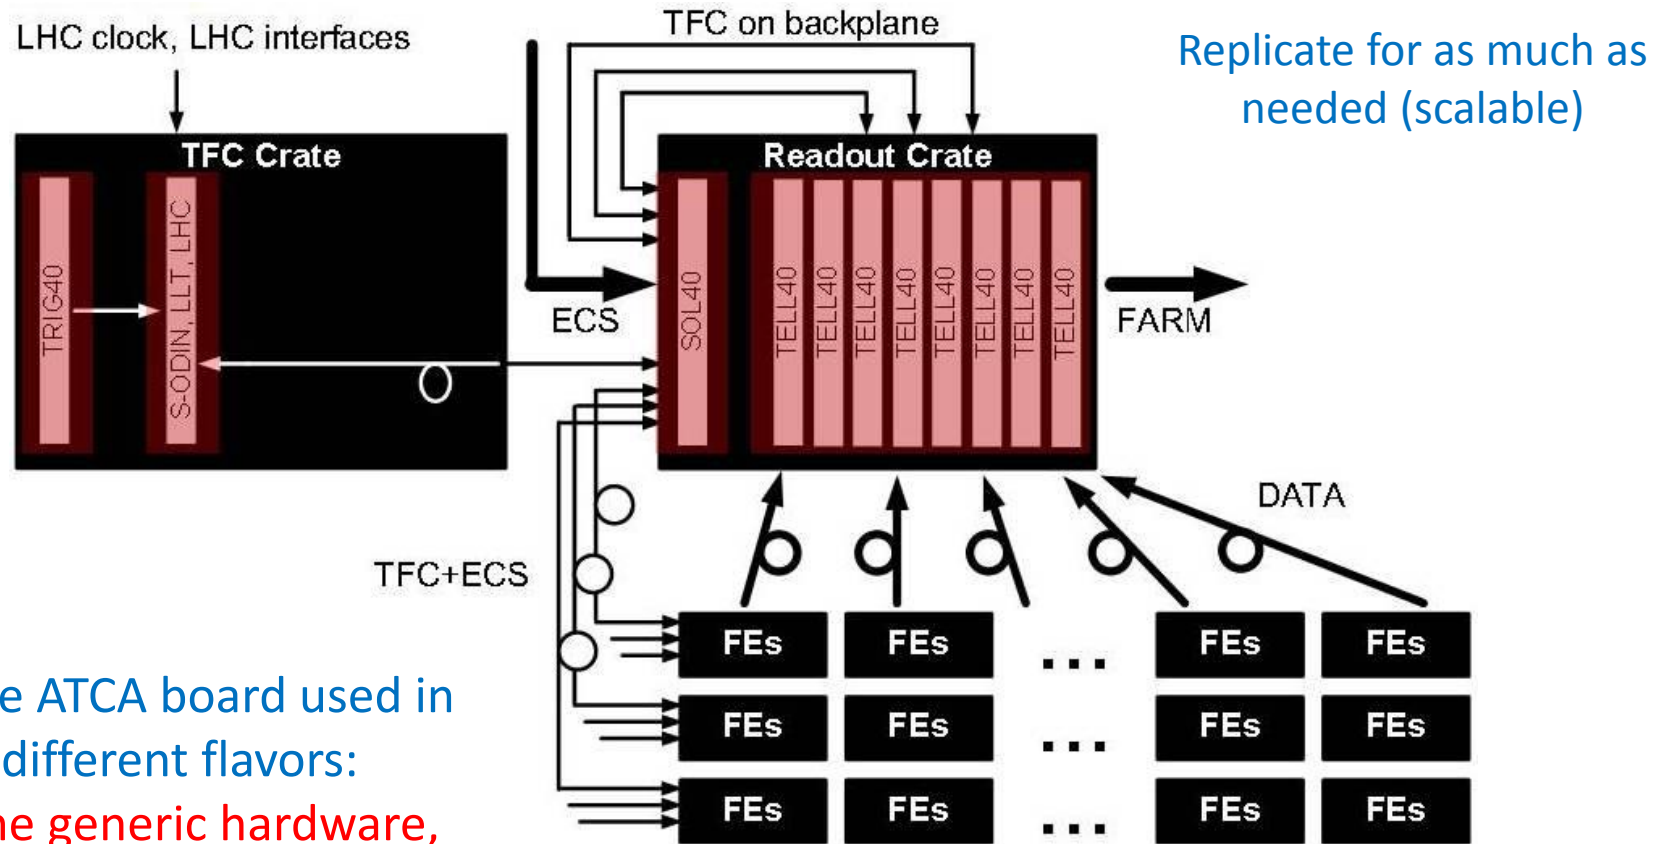 LHC clock, LHC interfaces
TFC on backplane
Replicate for as much as
needed (scalable)
TFC Crate
Readout Crate
TRIG40
S-ODIN, LLT, LHC
SOL40
TELL40
TELL40
TELL40
TELL40
TELL40
TELL40
TELL40
TELL40
ECS
FARM
DATA
TFC+ECS
FEs
FEs
...
FEs
FEs
FEs
FEs
...
FEs
FEs
FEs
FEs
...
FEs
FEs
ATCA board used in
different flavors:
generic hardware,